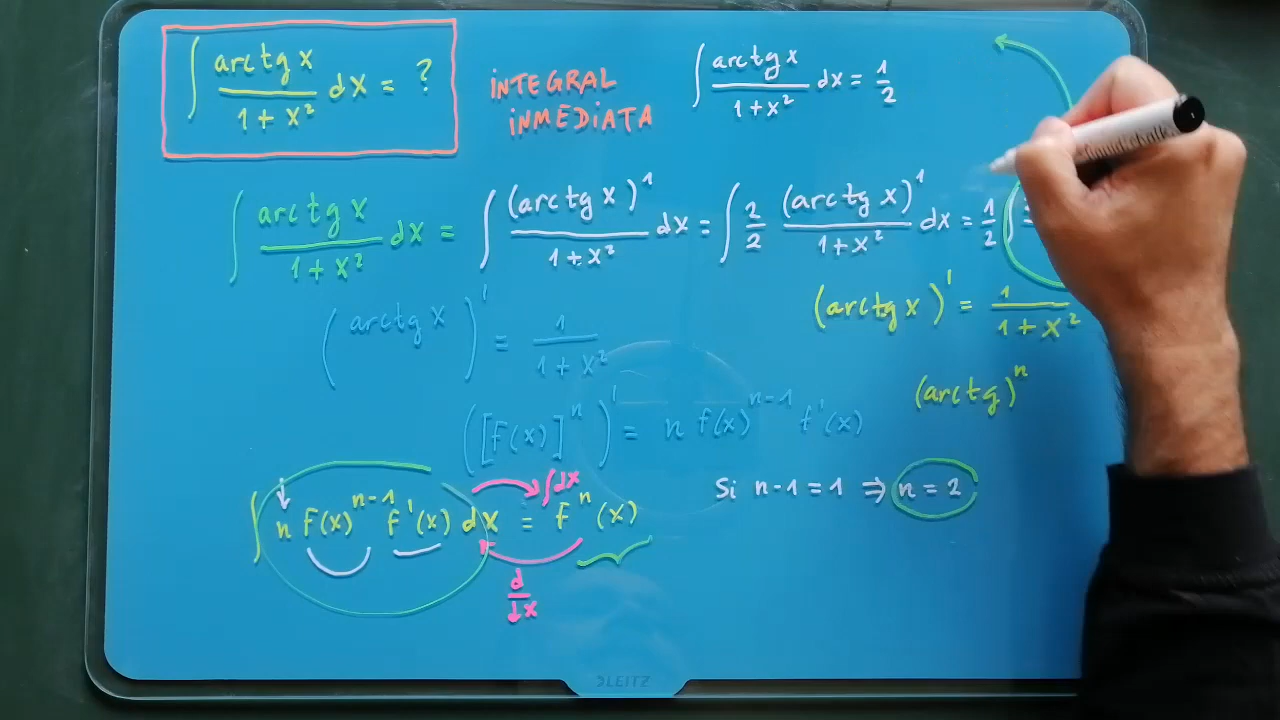 ∫ arctg x / 1 + x² dx = ?
INTEGRAL
INMEDIATA
∫ arctg x / 1 + x² dx = 1/2
∫ arctg x / 1 + x² dx = ∫ (arctg x)¹ / 1 + x² dx = ∫ 2/2 (arctg x)¹ / 1 + x² dx = 1/2 ∫
(arctg x)' = 1 / 1 + x²
(arctg x)' = 1 / 1 + x²
(arctg)ⁿ
([f(x)]ⁿ)' = n f(x)ⁿ⁻¹ f'(x)
Si n-1 = 1 ⇒ n = 2
∫dx
∫ n f(x)ⁿ⁻¹ f'(x) dx = fⁿ(x)
d/dx
LEITZ